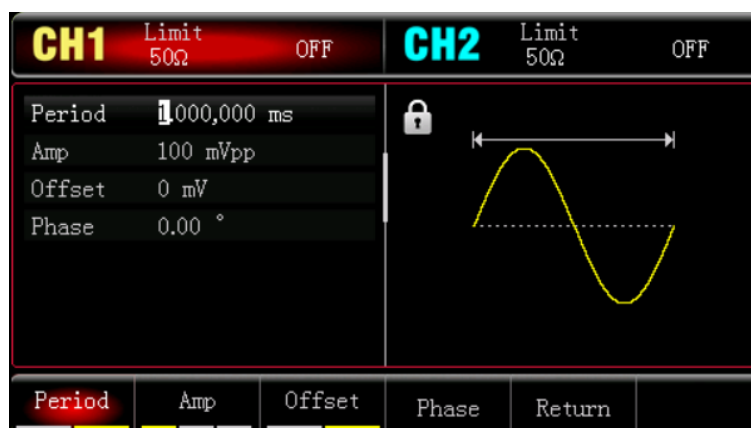 CH1 Limit 50Ω OFF CH2 Limit 50Ω OFF
Period 1.000,000 ms
Amp 100 mVpp
Offset 0 mV
Phase 0.00 °
Period Amp Offset Phase Return